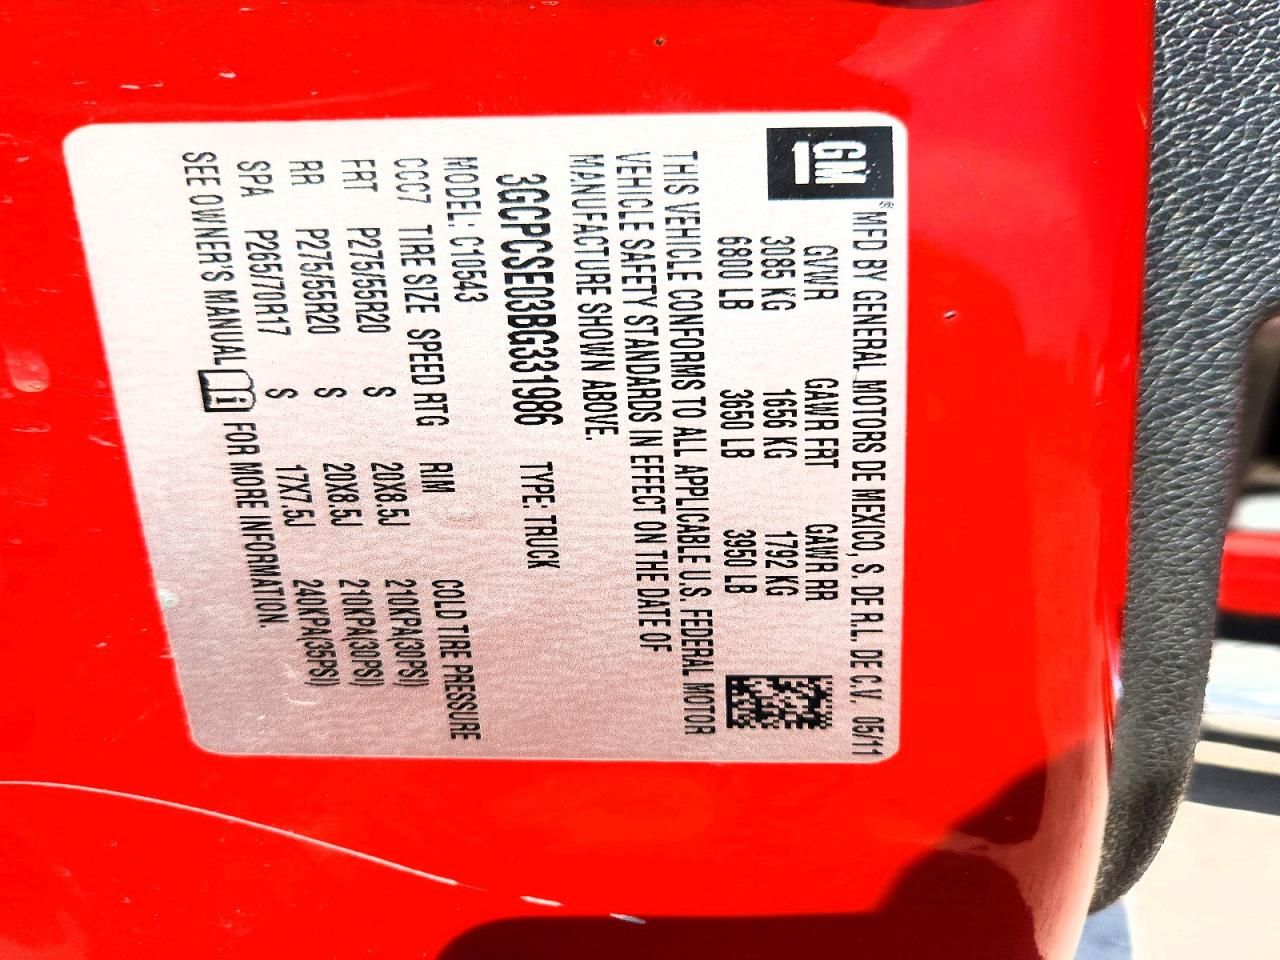 GM
MFD BY GENERAL MOTORS DE MEXICO, S. DE R.L. DE C.V. 05/11
GVWR GAWR FRT GAWR RR
3085 KG 1656 KG 1792 KG
6800 LB 3650 LB 3950 LB
THIS VEHICLE CONFORMS TO ALL APPLICABLE U.S. FEDERAL MOTOR
VEHICLE SAFETY STANDARDS IN EFFECT ON THE DATE OF
MANUFACTURE SHOWN ABOVE.
3GCPCSE03BG331986 TYPE: TRUCK
MODEL: C10543
CCC7 TIRE SIZE SPEED RTG RIM COLD TIRE PRESSURE
FRT P275/55R20 S 20X8.5J 210KPA(30PSI)
RR P275/55R20 S 20X8.5J 210KPA(30PSI)
SPA P265/70R17 S 17X7.5J 240KPA(35PSI)
SEE OWNER'S MANUAL FOR MORE INFORMATION.